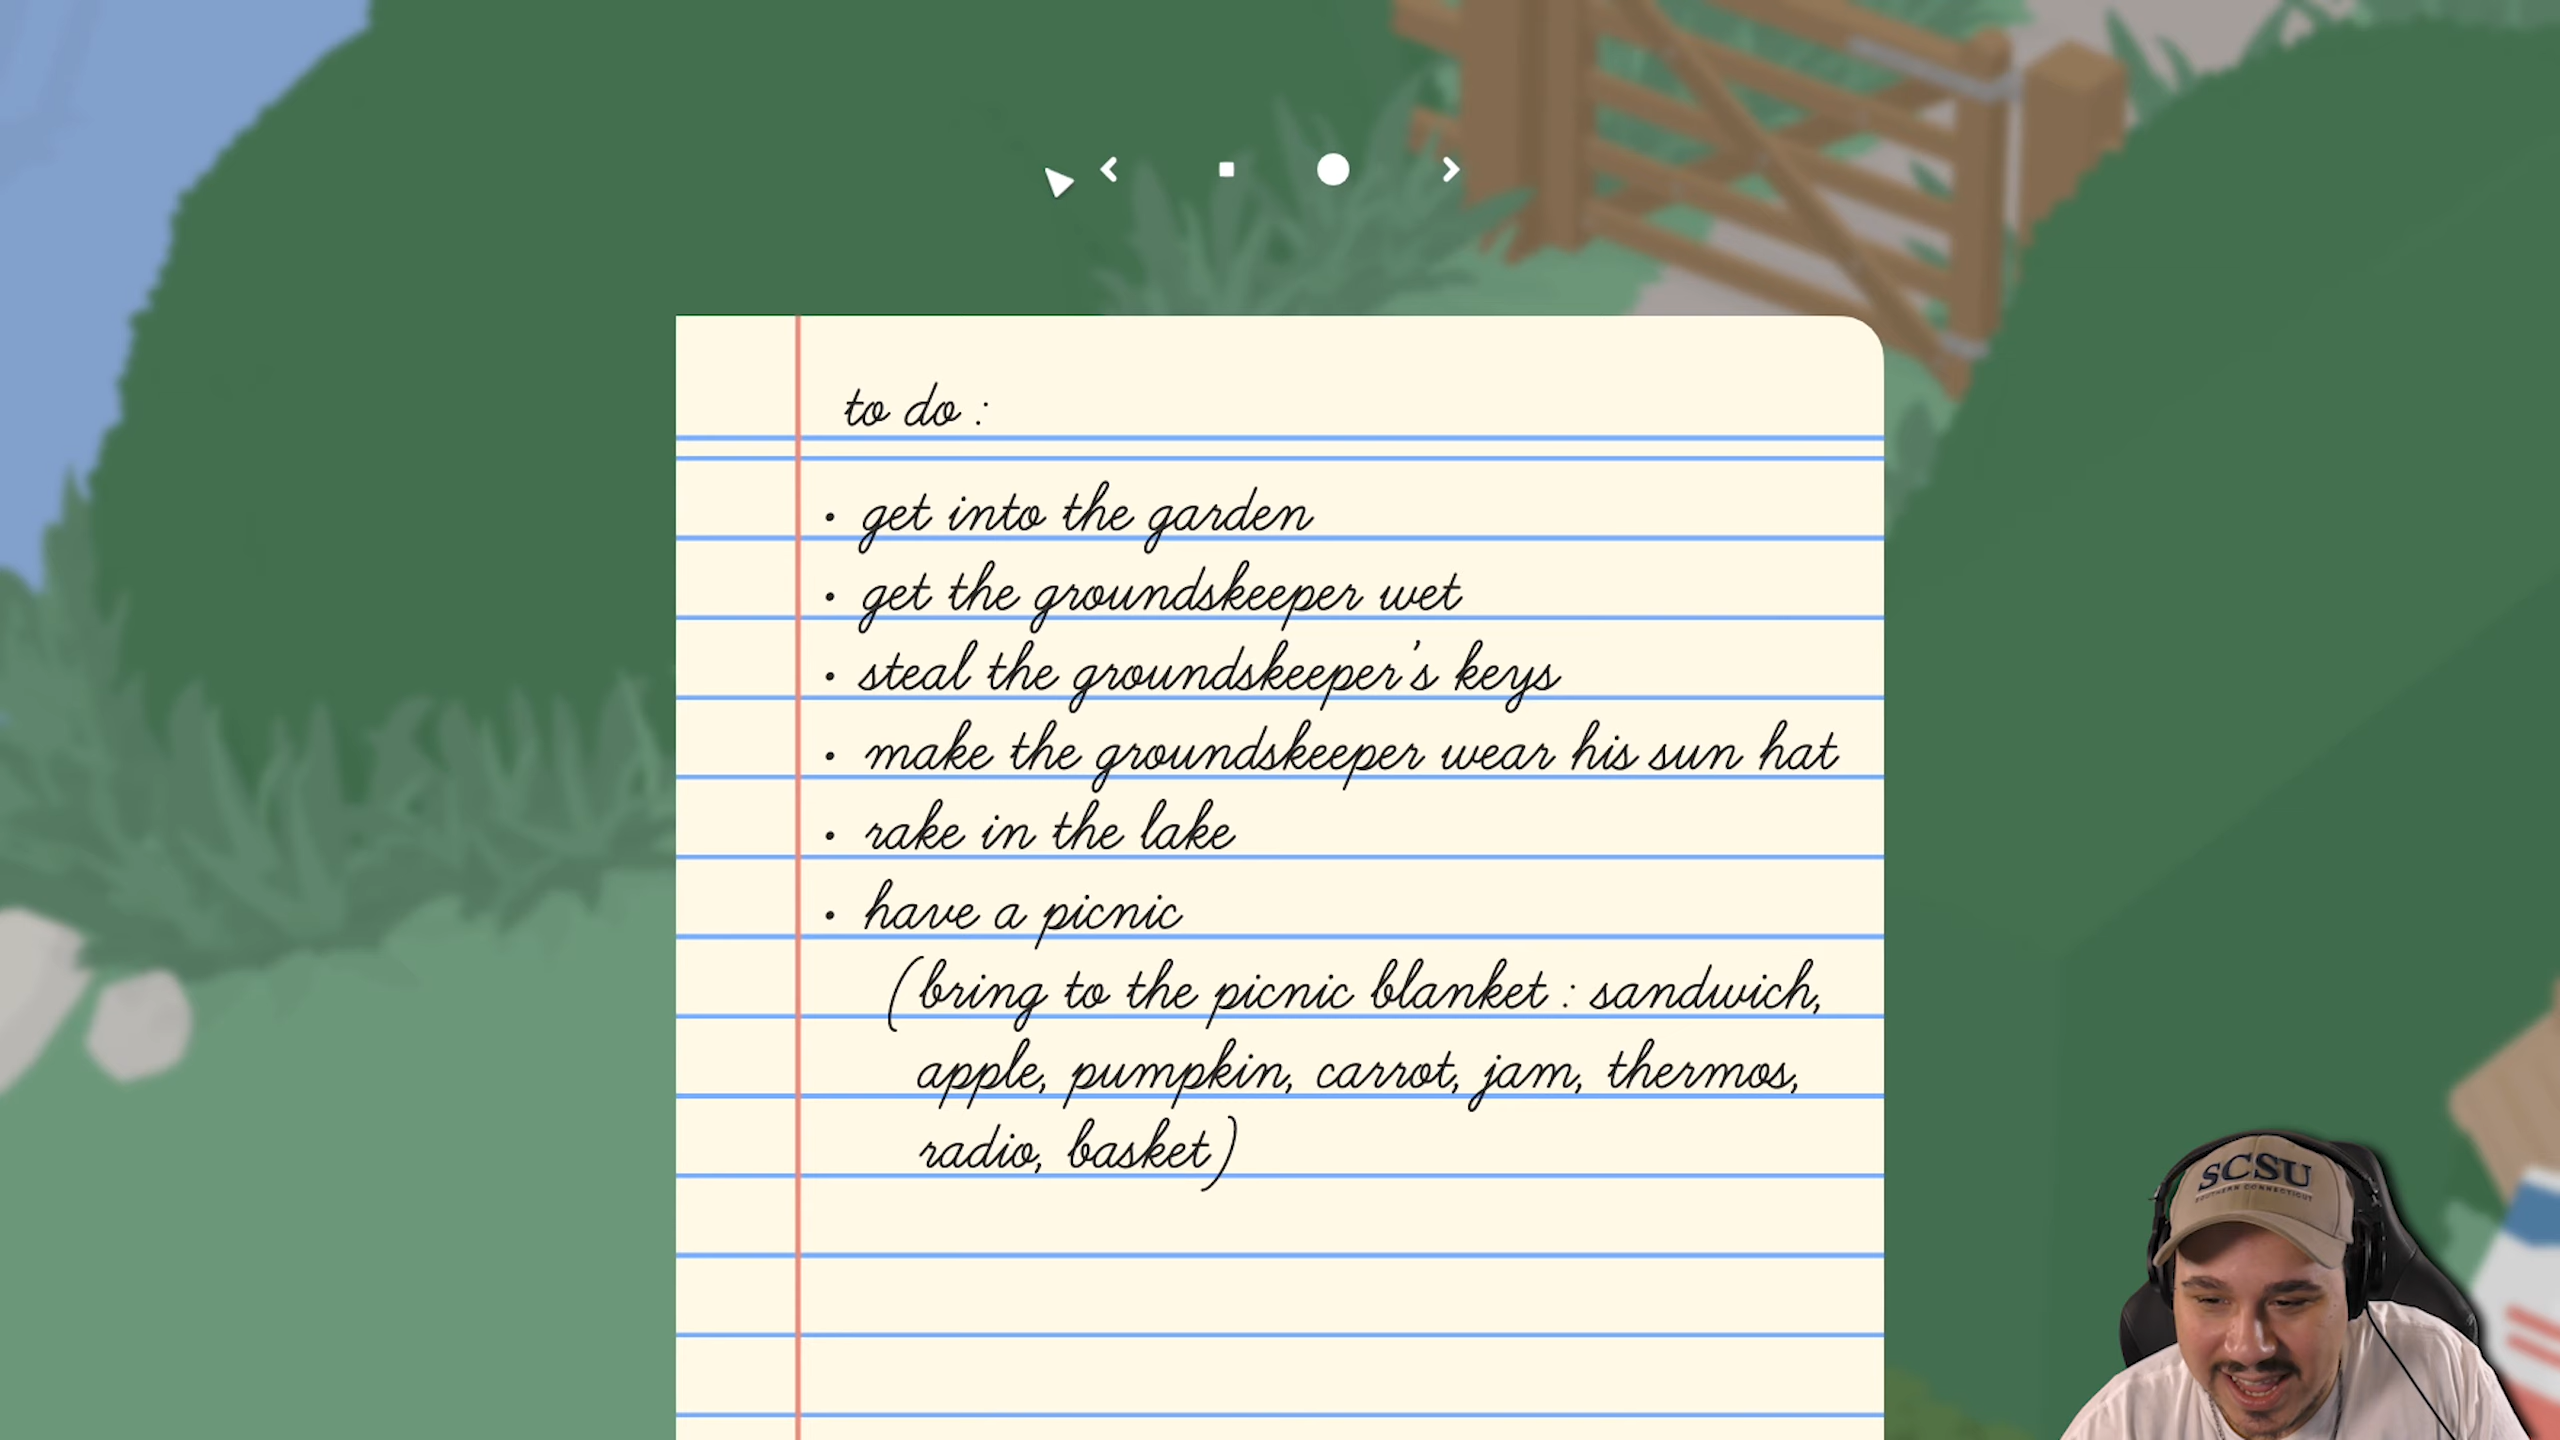 to do :
• get into the garden
• get the groundskeeper wet
• steal the groundskeeper's keys
• make the groundskeeper wear his sun hat
• rake in the lake
• have a picnic
(bring to the picnic blanket : sandwich,
apple, pumpkin, carrot, jam, thermos,
radio, basket)
SCSU
SOUTHERN CONNECTICUT